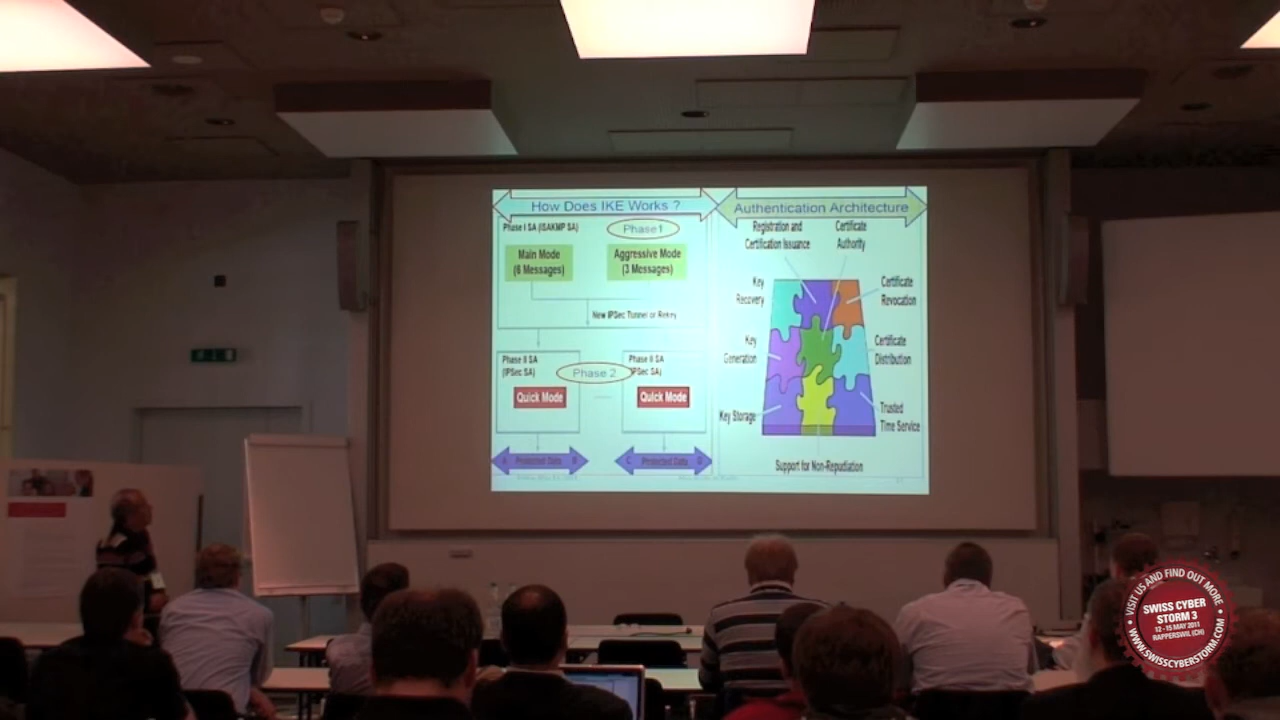 How Does IKE Works ?
Phase I SA (ISAKMP SA)
Phase1
Main Mode
(6 Messages)
Aggressive Mode
(3 Messages)
New IPSec Tunnel or Rekey
Phase II SA
(IPSec SA)
Phase 2
Phase II SA
(IPSec SA)
Quick Mode
Quick Mode
A Protected Data B
C Protected Data D
Authentication Architecture
Registration and
Certification Issuance
Certificate
Authority
Key
Recovery
Certificate
Revocation
Key
Generation
Certificate
Distribution
Key Storage
Trusted
Time Service
Support for Non-Repudiation
VISIT US AND FIND OUT MORE
SWISS CYBER
STORM 3
12 - 15 MAY 2011
RAPPERSWIL (CH)
WWW.SWISSCYBERSTORM.COM